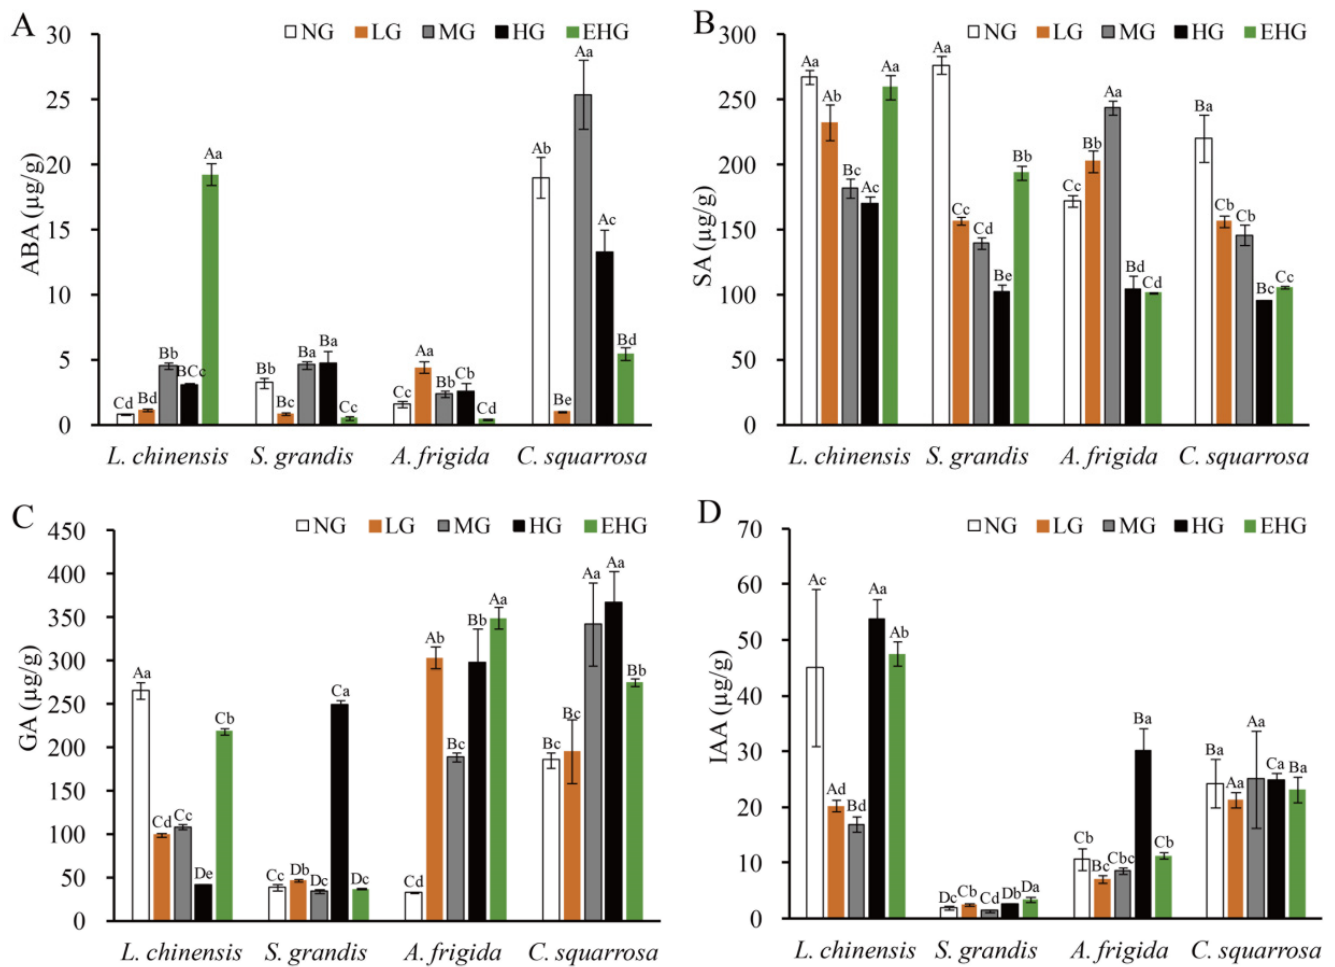 A
NG LG MG HG EHG
ABA (µg/g)
30
25
20
15
10
5
0
Cd Bd Bb BCc Aa
Bb Bc Ba Ba Cc
Cc Aa Bb Cb Cd
Ab Be Aa Ac Bd
L. chinensis S. grandis A. frigida C. squarrosa
B
NG LG MG HG EHG
SA (µg/g)
300
250
200
150
100
50
0
Aa Ab Bc Ac Aa
Aa Cc Cd Be Bb
Cc Bb Aa Bd Cd
Ba Cb Cb Bc Cc
L. chinensis S. grandis A. frigida C. squarrosa
C
NG LG MG HG EHG
GA (µg/g)
450
400
350
300
250
200
150
100
50
0
Aa Cd Cc De Cb
Cc Db Dc Ca Dc
Cd Ab Bc Bb Aa
Bc Bc Aa Aa Bb
L. chinensis S. grandis A. frigida C. squarrosa
D
NG LG MG HG EHG
IAA (µg/g)
70
60
50
40
30
20
10
0
Ac Ad Bd Aa Ab
Dc Cb Cd Db Da
Cb Bc Cbc Ba Cb
Ba Aa Aa Ca Ba
L. chinensis S. grandis A. frigida C. squarrosa